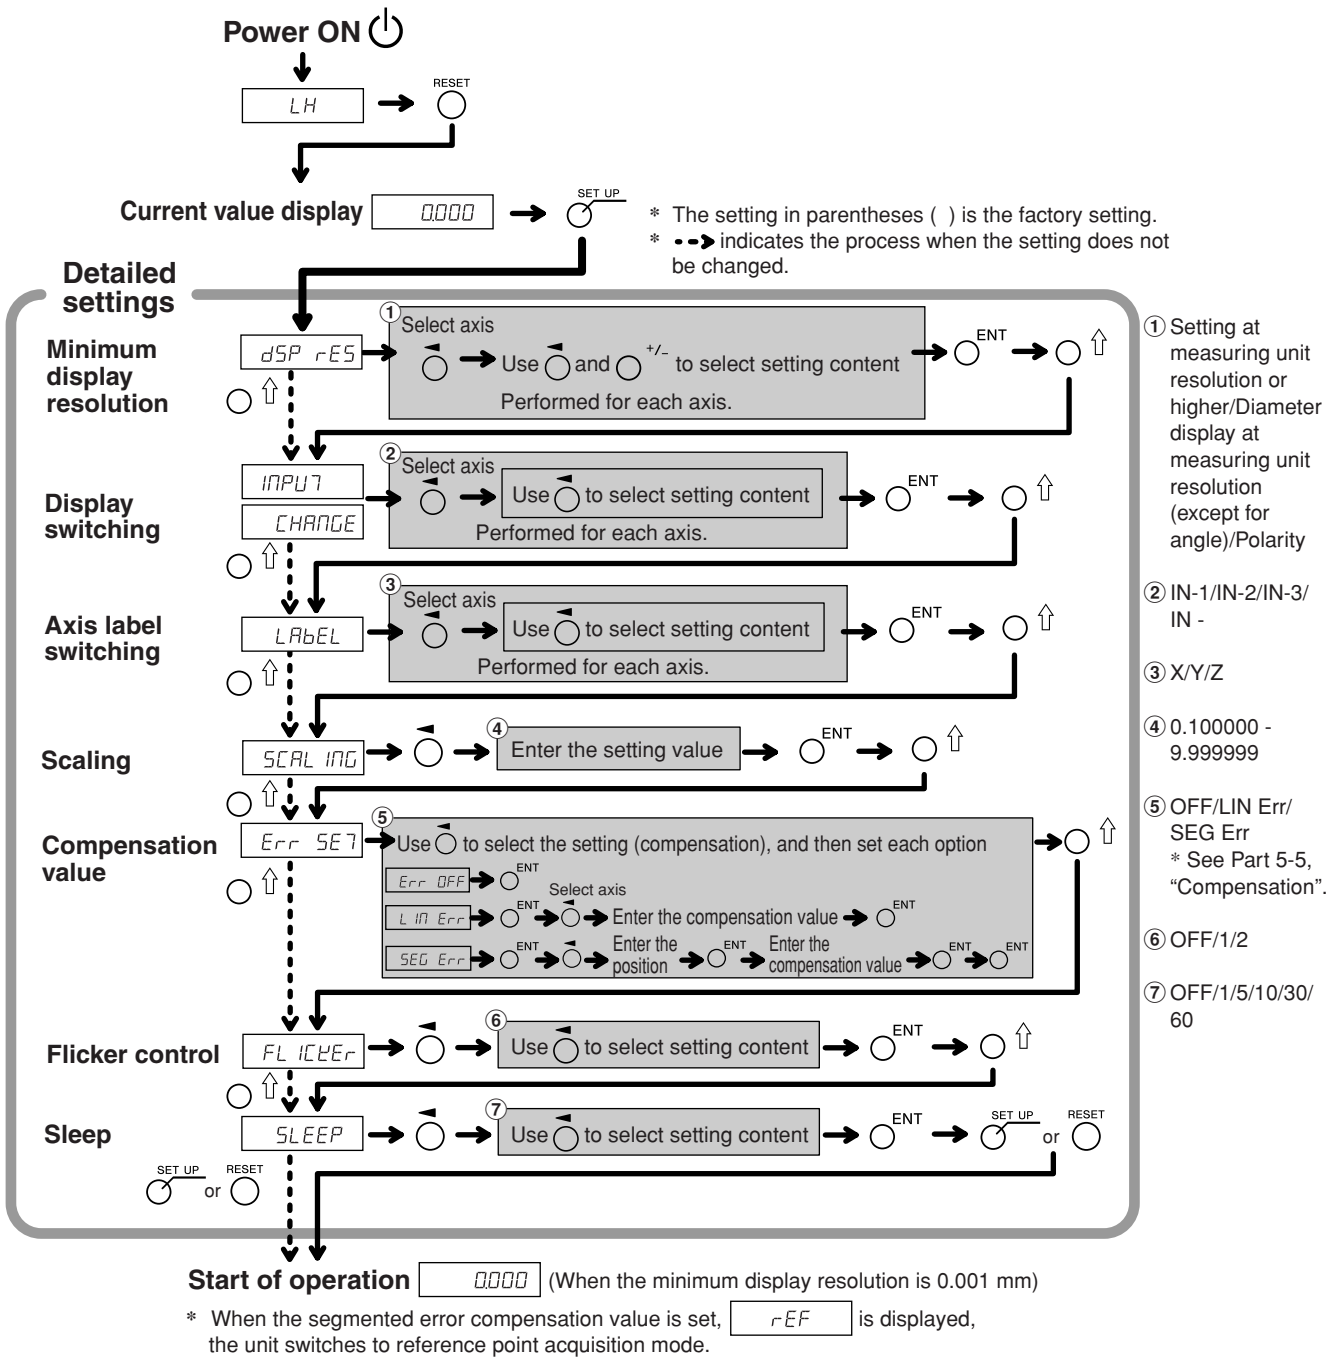 Power ON
LH
RESET
Current value display 0.000
SET UP
* The setting in parentheses ( ) is the factory setting.
* indicates the process when the setting does not
be changed.
Detailed
settings
Minimum
display
resolution
dSP rES
① Select axis
Use and +/- to select setting content
Performed for each axis.
ENT
Display
switching
INPUT
CHANGE
② Select axis
Use to select setting content
Performed for each axis.
ENT
Axis label
switching
LAbEL
③ Select axis
Use to select setting content
Performed for each axis.
ENT
Scaling
SCALING
④ Enter the setting value
ENT
Compensation
value
Err SET
⑤ Use to select the setting (compensation), and then set each option
Err OFF ENT
Select axis
LIN Err ENT Enter the compensation value ENT
SEG Err ENT Enter the
position ENT Enter the
compensation value ENT ENT
Flicker control
FLICKEr
⑥ Use to select setting content
ENT
Sleep
SLEEP
⑦ Use to select setting content
ENT
SET UP or RESET
SET UP or RESET
① Setting at
measuring unit
resolution or
higher/Diameter
display at
measuring unit
resolution
(except for
angle)/Polarity
② IN-1/IN-2/IN-3/
IN -
③ X/Y/Z
④ 0.100000 -
9.999999
⑤ OFF/LIN Err/
SEG Err
* See Part 5-5,
“Compensation”.
⑥ OFF/1/2
⑦ OFF/1/5/10/30/
60
Start of operation 0.000 (When the minimum display resolution is 0.001 mm)
* When the segmented error compensation value is set, rEF is displayed,
the unit switches to reference point acquisition mode.